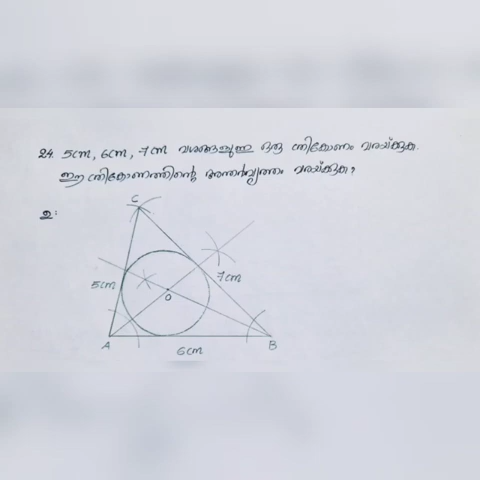 24. 5cm, 6cm, 7cm വശങ്ങളുള്ള ഒരു ത്രികോണം വരയ്ക്കുക.
ഈ ത്രികോണത്തിന്റെ അന്തർവൃത്തം വരയ്ക്കുക?
ഉ:
C
5cm
7cm
O
A
B
6cm